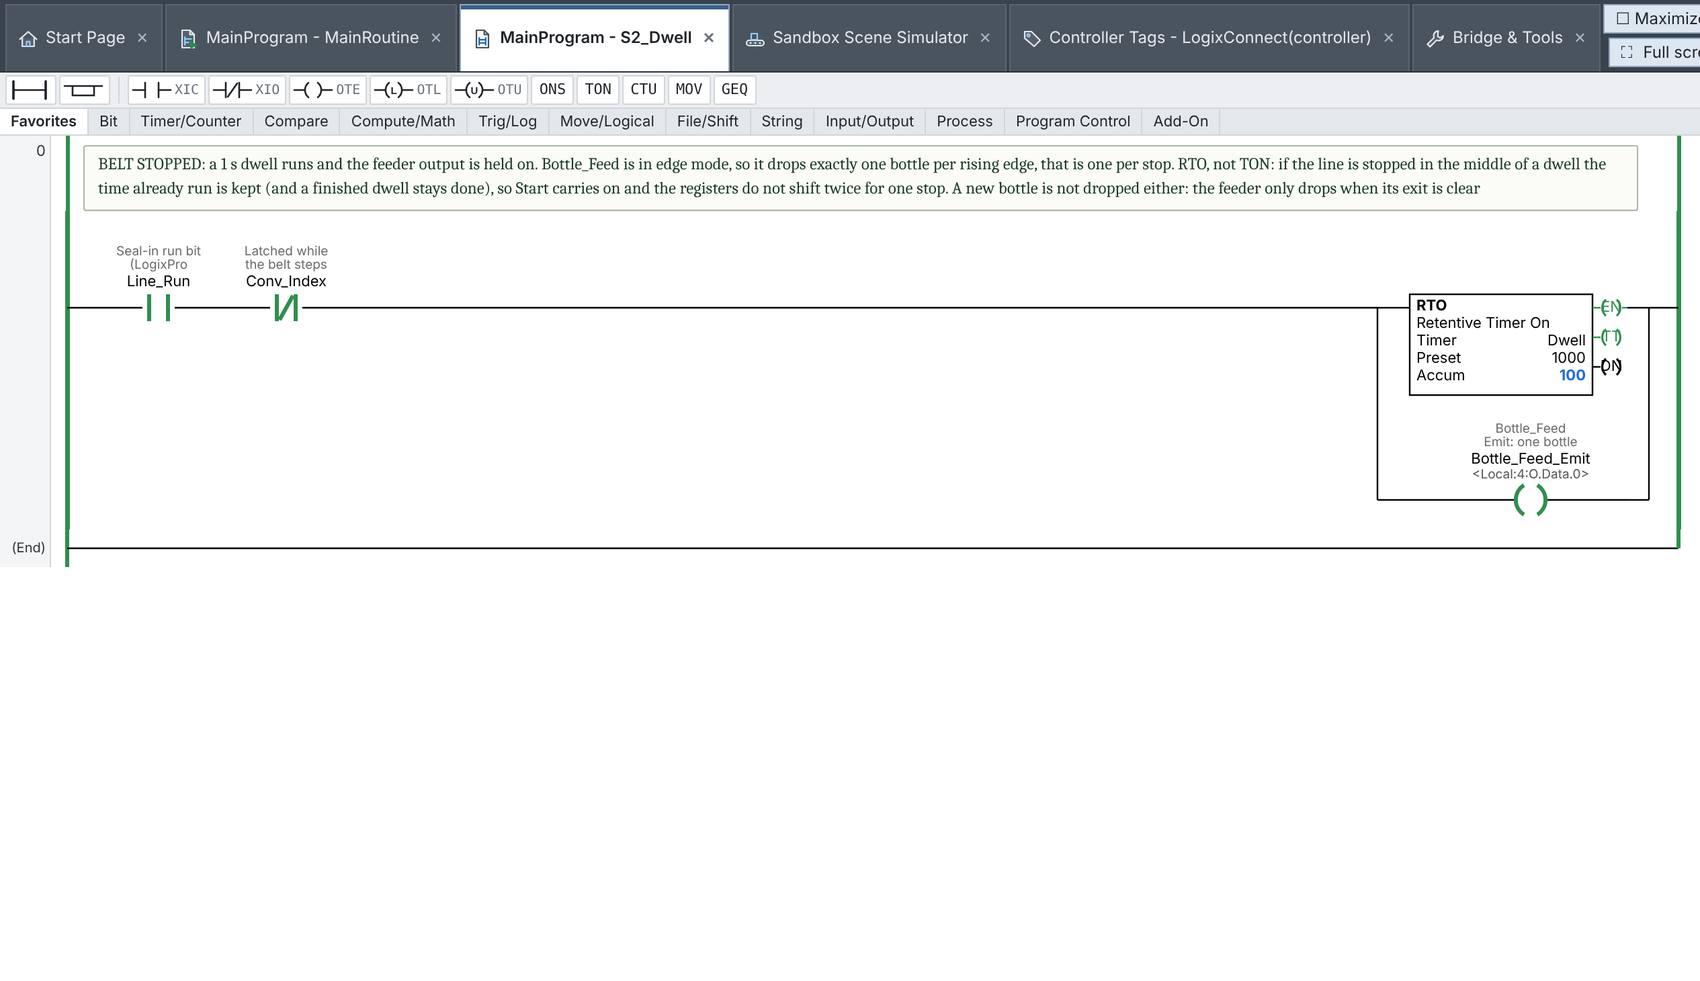 Start Page ×
MainProgram - MainRoutine ×
MainProgram - S2_Dwell ×
Sandbox Scene Simulator ×
Controller Tags - LogixConnect(controller) ×
Bridge & Tools ×
Maximize
Full scre
XIC XIO OTE L OTL U OTU ONS TON CTU MOV GEQ
Favorites Bit Timer/Counter Compare Compute/Math Trig/Log Move/Logical File/Shift String Input/Output Process Program Control Add-On
0
BELT STOPPED: a 1 s dwell runs and the feeder output is held on. Bottle_Feed is in edge mode, so it drops exactly one bottle per rising edge, that is one per stop. RTO, not TON: if the line is stopped in the middle of a dwell the
time already run is kept (and a finished dwell stays done), so Start carries on and the registers do not shift twice for one stop. A new bottle is not dropped either: the feeder only drops when its exit is clear
Seal-in run bit
(LogixPro
Line_Run
Latched while
the belt steps
Conv_Index
RTO
Retentive Timer On
Timer Dwell
Preset 1000
Accum 100
EN
TT
DN
Bottle_Feed
Emit: one bottle
Bottle_Feed_Emit
<Local:4:O.Data.0>
(End)